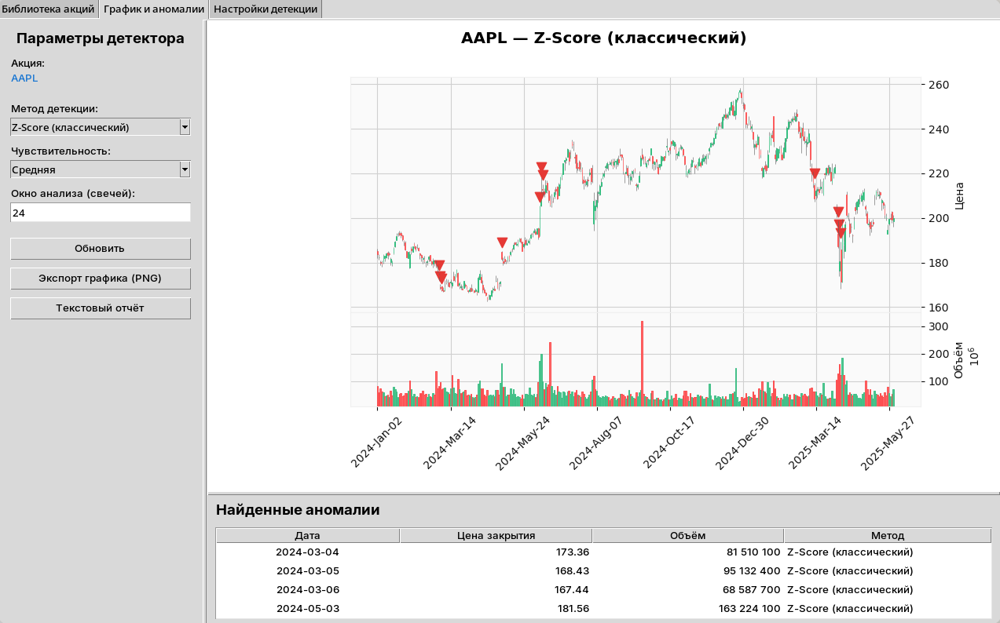 Библиотека акций
График и аномалии
Настройки детекции
Параметры детектора
Акция:
AAPL
Метод детекции:
Z-Score (классический)
Чувствительность:
Средняя
Окно анализа (свечей):
24
Обновить
Экспорт графика (PNG)
Текстовый отчёт
AAPL — Z-Score (классический)
260
240
220
200
180
160
Цена
300
200
100
Объём
10⁶
2024-Jan-02
2024-Mar-14
2024-May-24
2024-Aug-07
2024-Oct-17
2024-Dec-30
2025-Mar-14
2025-May-27
Найденные аномалии
Дата Цена закрытия Объём Метод
2024-03-04 173.36 81 510 100 Z-Score (классический)
2024-03-05 168.43 95 132 400 Z-Score (классический)
2024-03-06 167.44 68 587 700 Z-Score (классический)
2024-05-03 181.56 163 224 100 Z-Score (классический)